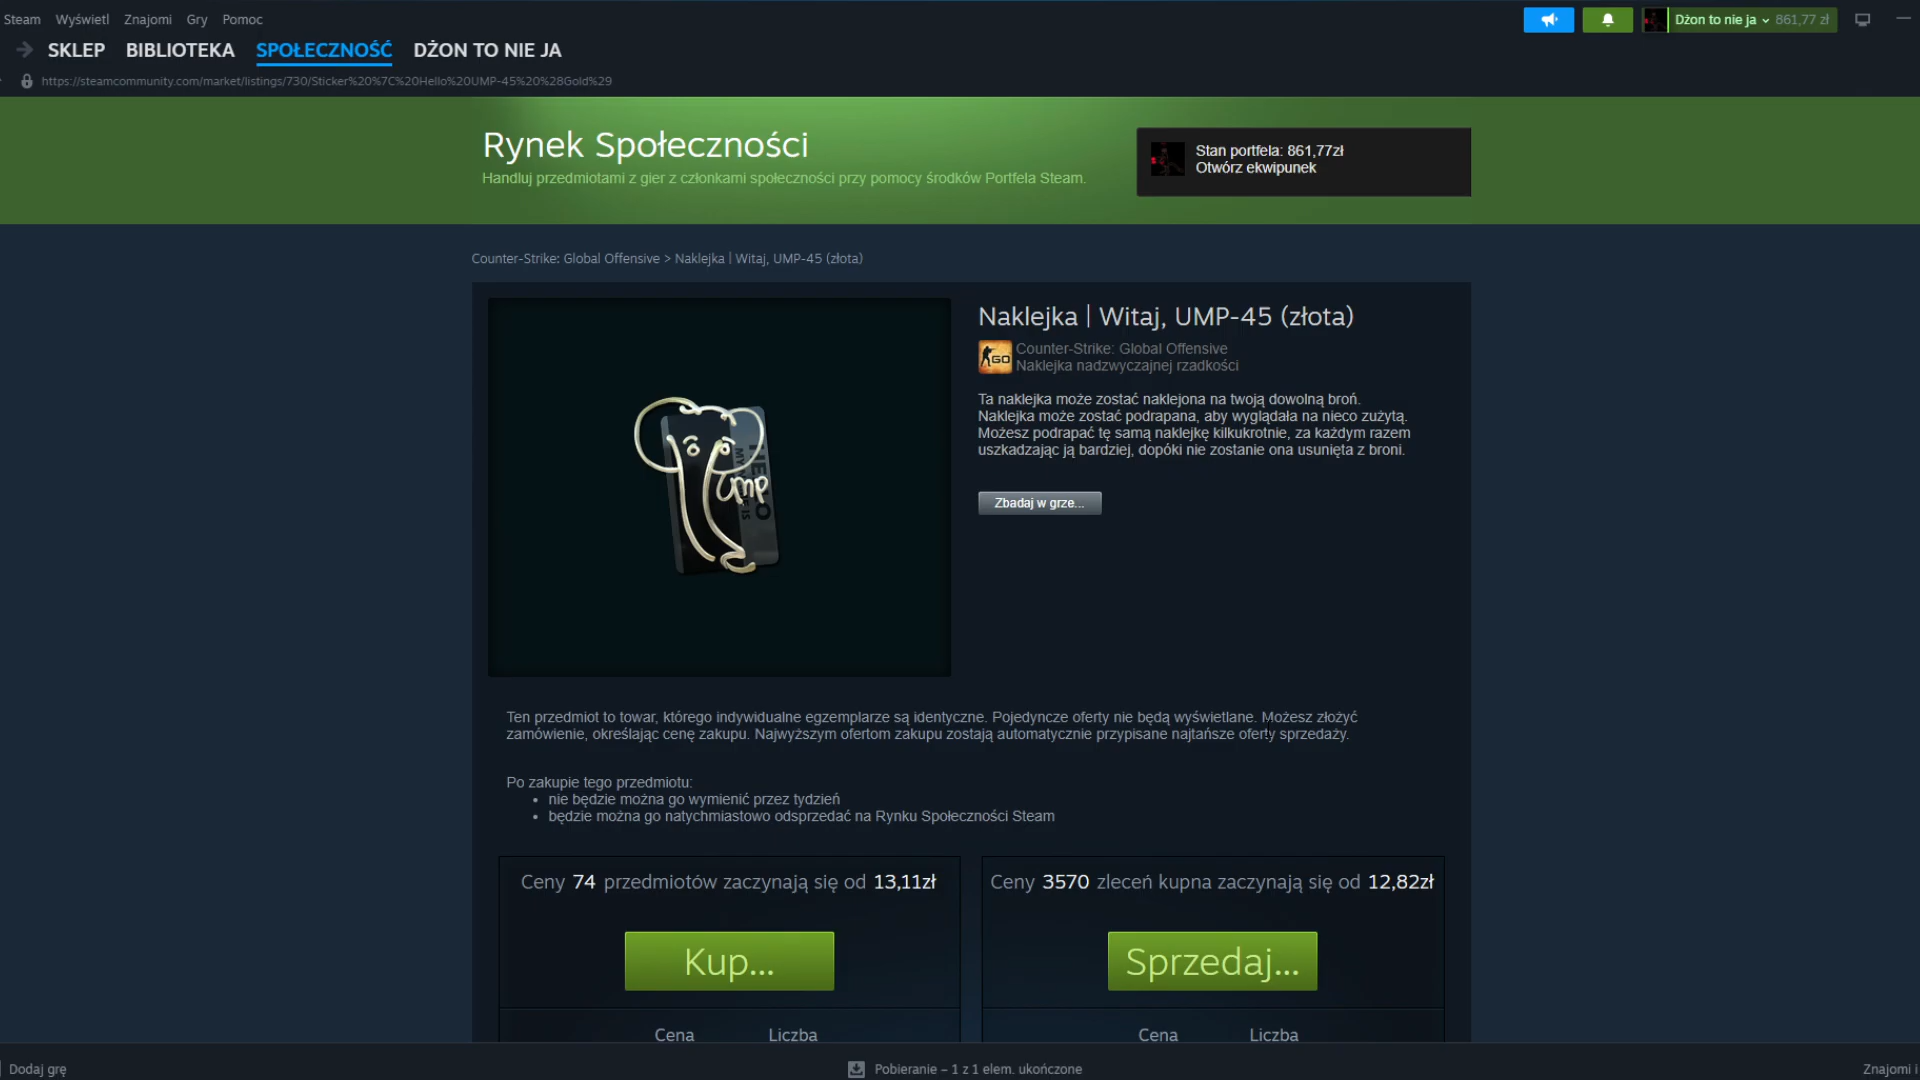 Steam Wyświetl Znajomi Gry Pomoc
Dżon to nie ja 861,77 zł
SKLEP BIBLIOTEKA SPOŁECZNOŚĆ DŻON TO NIE JA
https://steamcommunity.com/market/listings/730/Sticker%20%7C%20Hello%20UMP-45%20%28Gold%29
Rynek Społeczności
Handluj przedmiotami z gier z członkami społeczności przy pomocy środków Portfela Steam.
Stan portfela: 861,77zł
Otwórz ekwipunek
Counter-Strike: Global Offensive > Naklejka | Witaj, UMP-45 (złota)
HELLO
MY NAME IS
ump
Naklejka | Witaj, UMP-45 (złota)
GO
Counter-Strike: Global Offensive
Naklejka nadzwyczajnej rzadkości
Ta naklejka może zostać naklejona na twoją dowolną broń.
Naklejka może zostać podrapana, aby wyglądała na nieco zużytą.
Możesz podrapać tę samą naklejkę kilkukrotnie, za każdym razem
uszkadzając ją bardziej, dopóki nie zostanie ona usunięta z broni.
Zbadaj w grze...
Ten przedmiot to towar, którego indywidualne egzemplarze są identyczne. Pojedyncze oferty nie będą wyświetlane. Możesz złożyć
zamówienie, określając cenę zakupu. Najwyższym ofertom zakupu zostają automatycznie przypisane najtańsze oferty sprzedaży.
Po zakupie tego przedmiotu:
• nie będzie można go wymienić przez tydzień
• będzie można go natychmiastowo odsprzedać na Rynku Społeczności Steam
Ceny 74 przedmiotów zaczynają się od 13,11zł
Kup...
Cena Liczba
Ceny 3570 zleceń kupna zaczynają się od 12,82zł
Sprzedaj...
Cena Liczba
Dodaj grę
Pobieranie – 1 z 1 elem. ukończone
Znajomi i